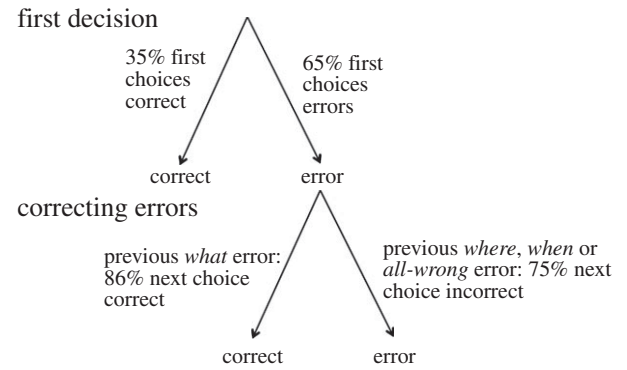 first decision
35% first
choices
correct
65% first
choices
errors
correct
error
correcting errors
previous what error:
86% next choice
correct
previous where, when or
all-wrong error: 75% next
choice incorrect
correct
error